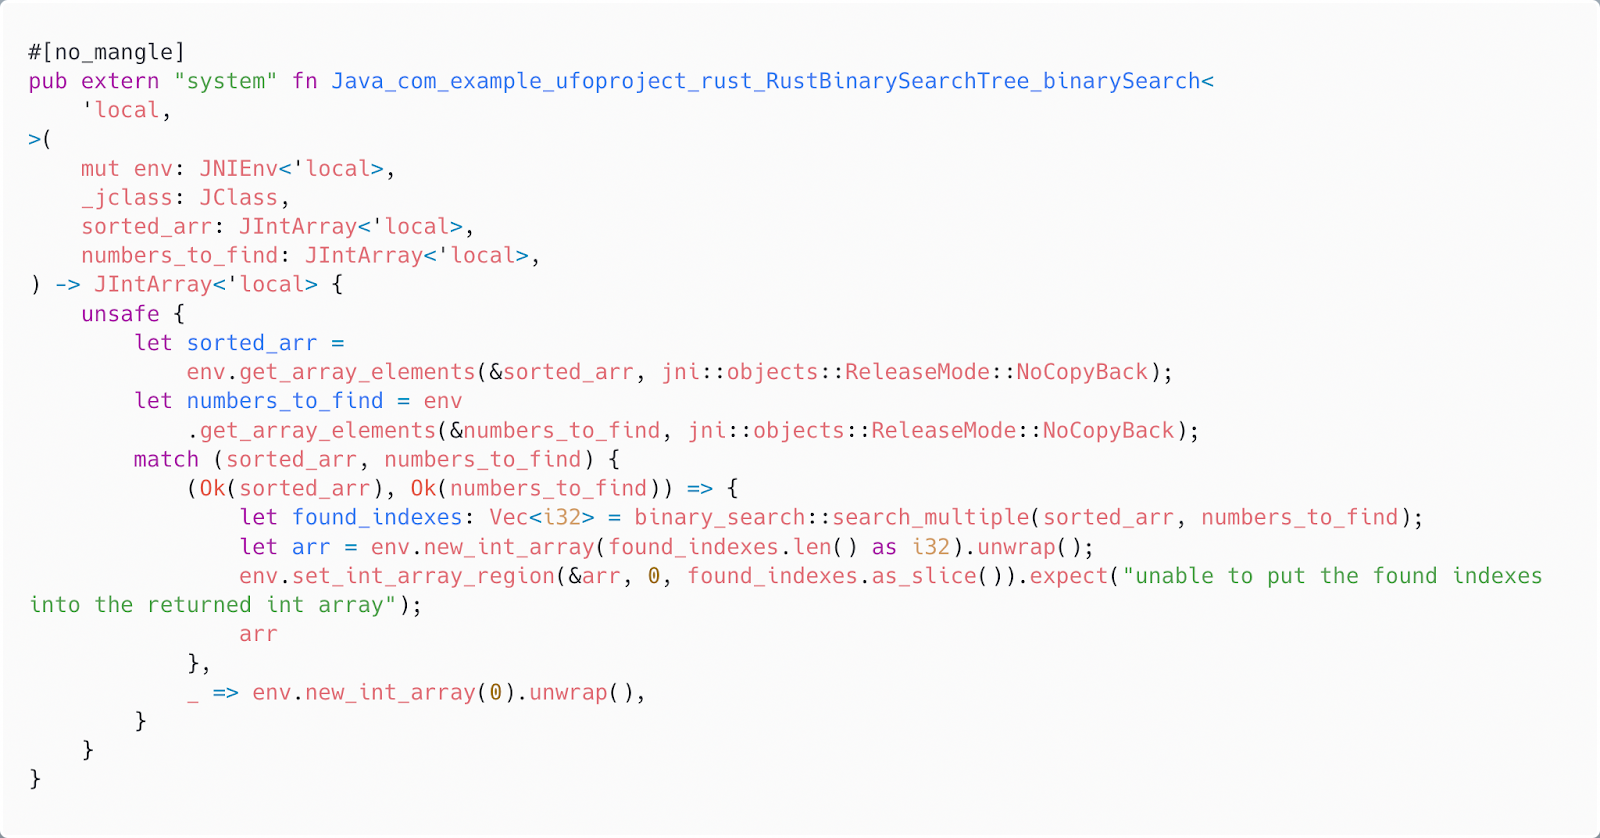 #[no_mangle]
pub extern "system" fn Java_com_example_ufoproject_rust_RustBinarySearchTree_binarySearch<
    'local,
>(
    mut env: JNIEnv<'local>,
    _jclass: JClass,
    sorted_arr: JIntArray<'local>,
    numbers_to_find: JIntArray<'local>,
) -> JIntArray<'local> {
    unsafe {
        let sorted_arr =
            env.get_array_elements(&sorted_arr, jni::objects::ReleaseMode::NoCopyBack);
        let numbers_to_find = env
            .get_array_elements(&numbers_to_find, jni::objects::ReleaseMode::NoCopyBack);
        match (sorted_arr, numbers_to_find) {
            (Ok(sorted_arr), Ok(numbers_to_find)) => {
                let found_indexes: Vec<i32> = binary_search::search_multiple(sorted_arr, numbers_to_find);
                let arr = env.new_int_array(found_indexes.len() as i32).unwrap();
                env.set_int_array_region(&arr, 0, found_indexes.as_slice()).expect("unable to put the found indexes
into the returned int array");
                arr
            },
            _ => env.new_int_array(0).unwrap(),
        }
    }
}